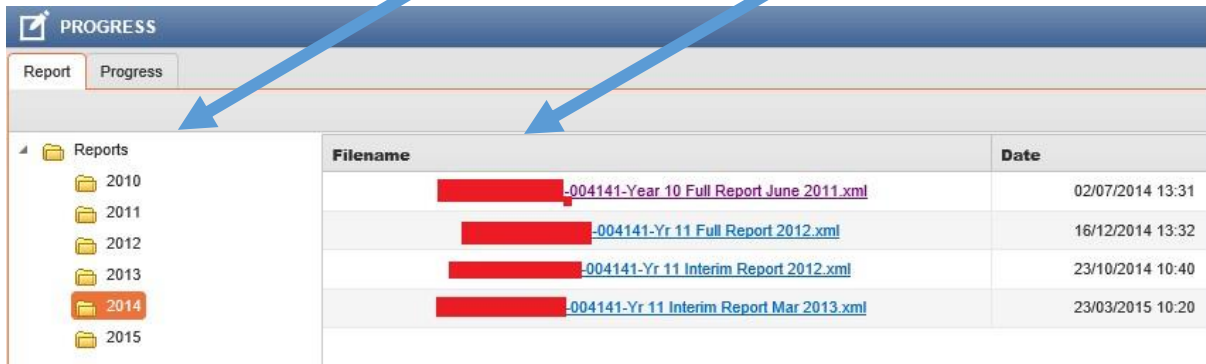 PROGRESS
Report Progress
Reports
2010
2011
2012
2013
2014
2015
Filename Date
-004141-Year 10 Full Report June 2011.xml 02/07/2014 13:31
-004141-Yr 11 Full Report 2012.xml 16/12/2014 13:32
-004141-Yr 11 Interim Report 2012.xml 23/10/2014 10:40
-004141-Yr 11 Interim Report Mar 2013.xml 23/03/2015 10:20